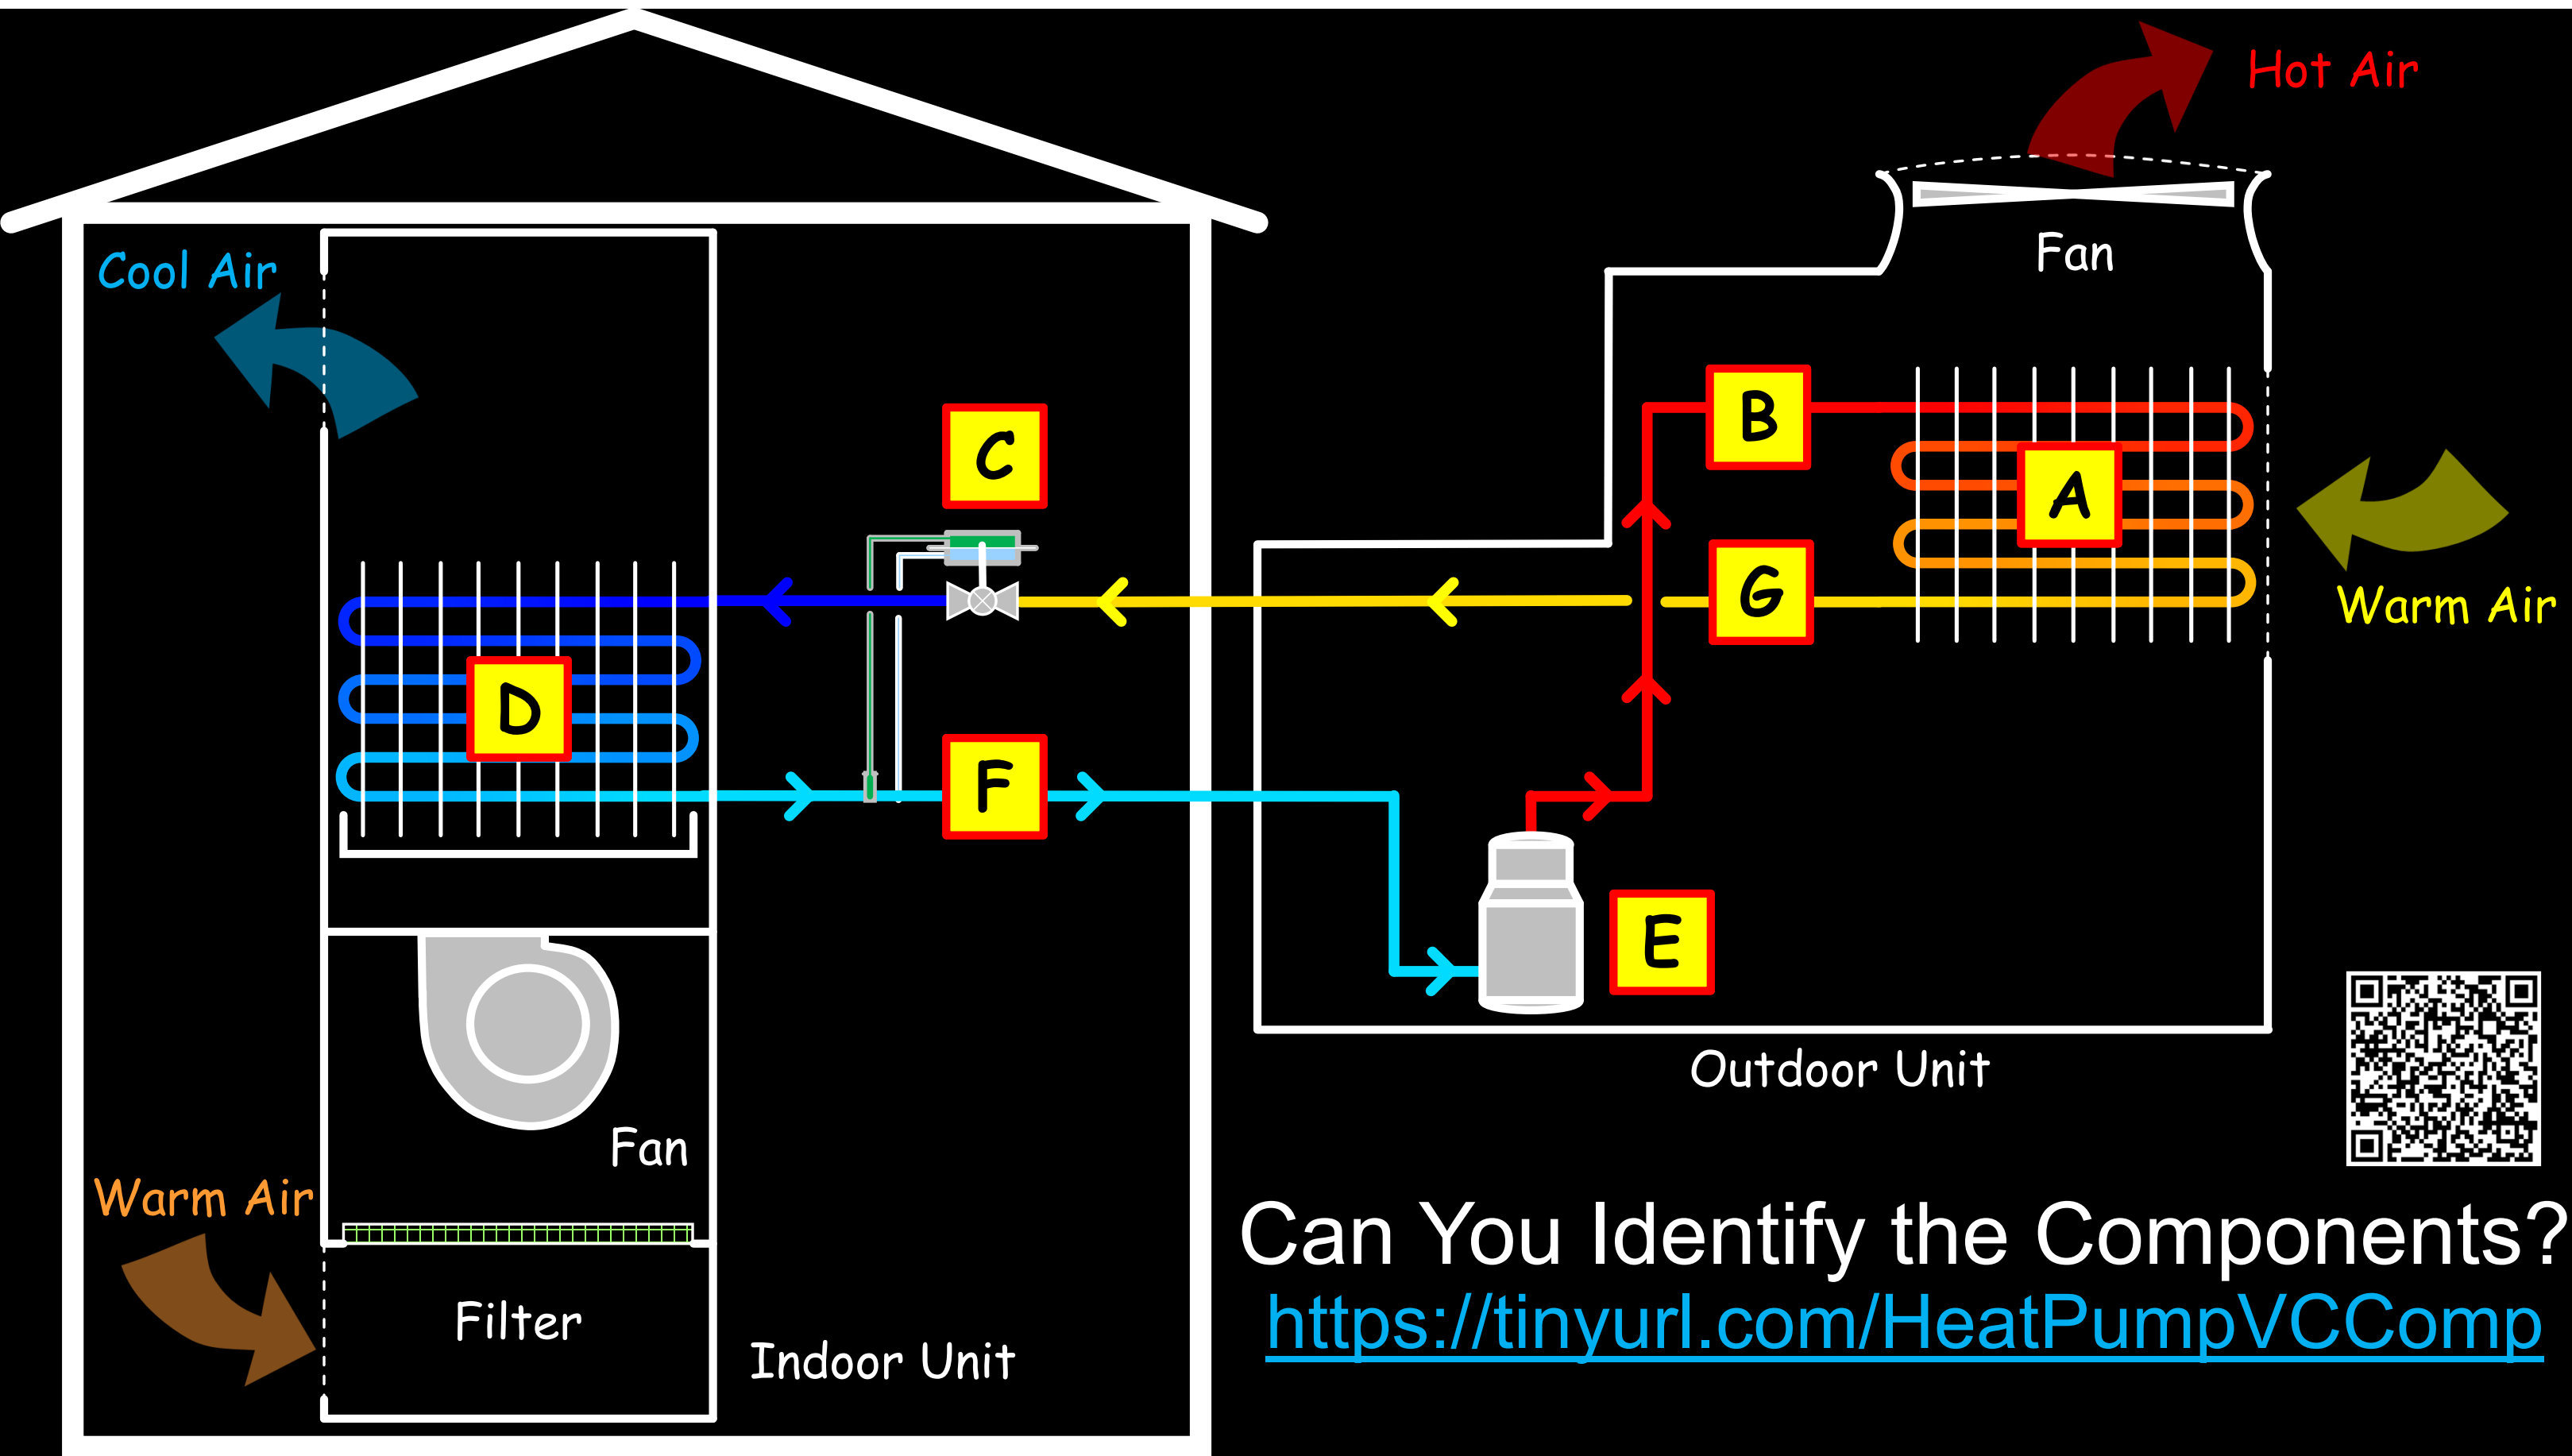 Hot Air
Fan
Cool Air
B
C
A
G
Warm Air
D
F
E
Outdoor Unit
Fan
Warm Air
Can You Identify the Components?
Filter
https://tinyurl.com/HeatPumpVCComp
Indoor Unit